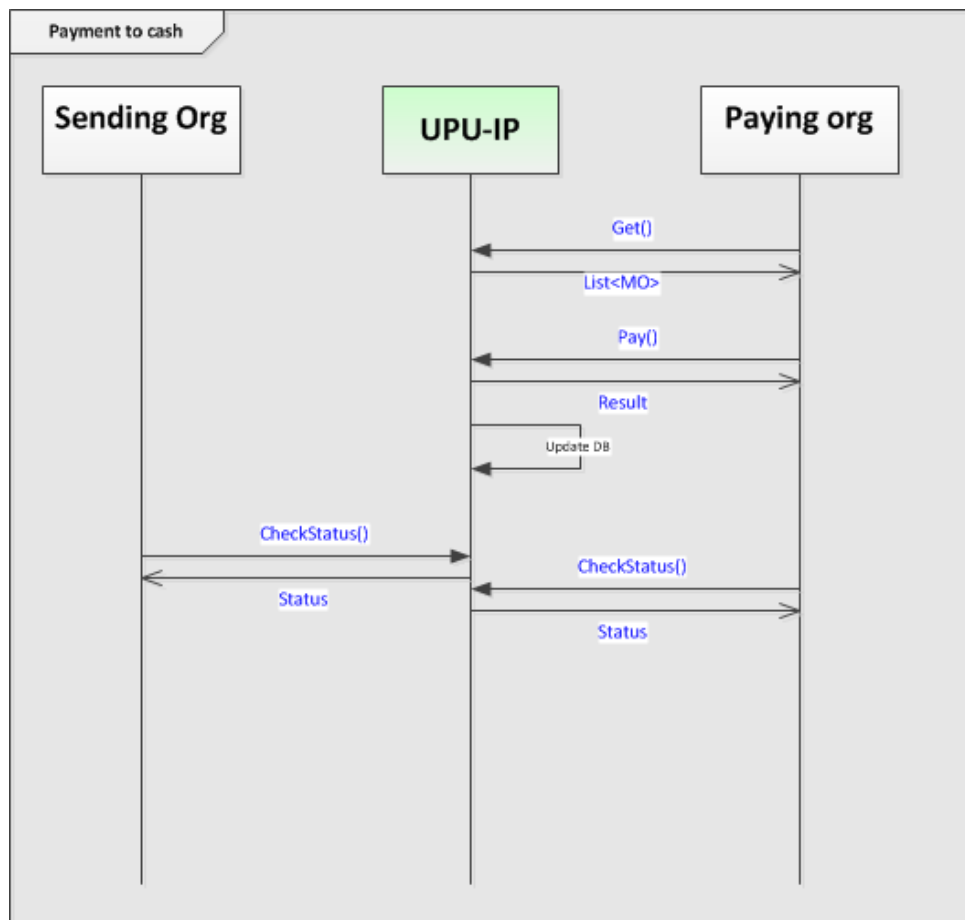 Payment to cash
Sending Org
UPU-IP
Paying org
Get()
List<MO>
Pay()
Result
Update DB
CheckStatus()
CheckStatus()
Status
Status